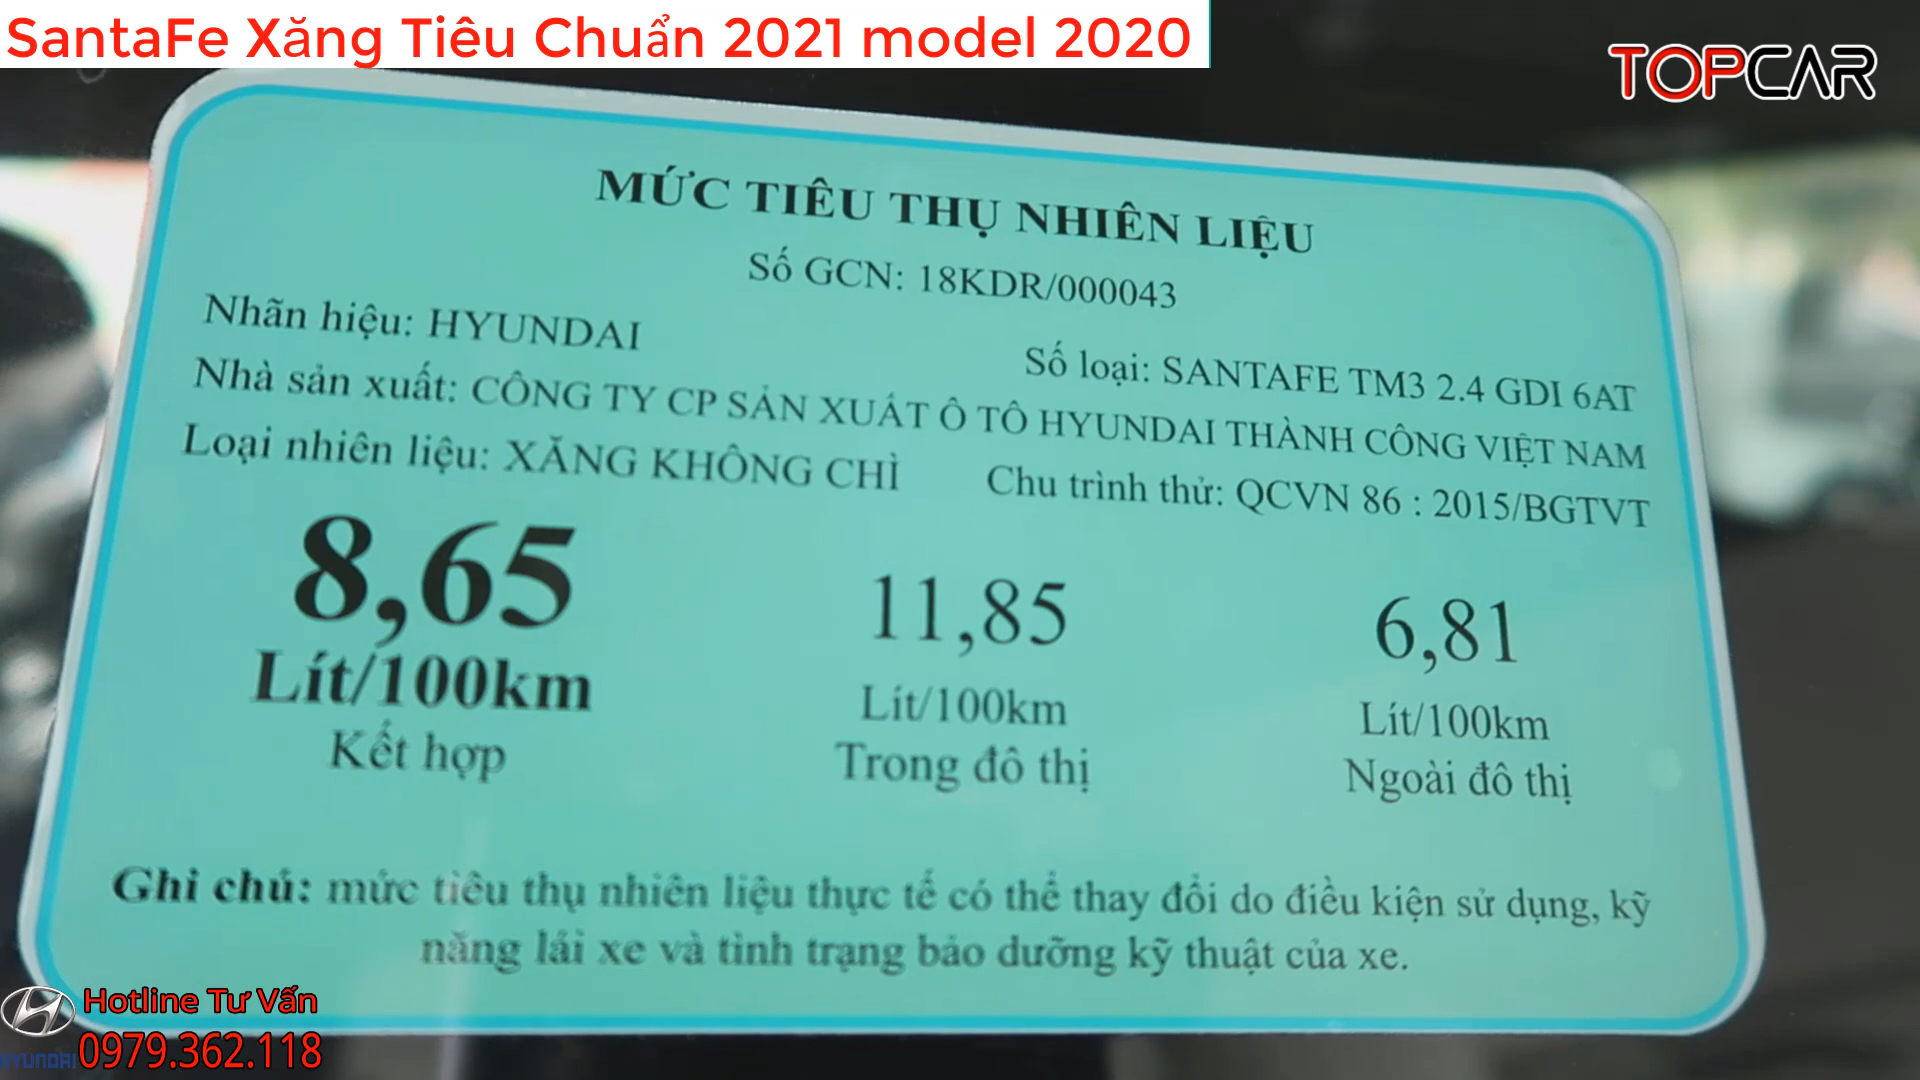 SantaFe Xăng Tiêu Chuẩn 2021 model 2020
TOPCAR
MỨC TIÊU THỤ NHIÊN LIỆU
Số GCN: 18KDR/000043
Nhãn hiệu: HYUNDAI
Số loại: SANTAFE TM3 2.4 GDI 6AT
Nhà sản xuất: CÔNG TY CP SẢN XUẤT Ô TÔ HYUNDAI THÀNH CÔNG VIỆT NAM
Loại nhiên liệu: XĂNG KHÔNG CHÌ
Chu trình thử: QCVN 86 : 2015/BGTVT
8,65
Lít/100km
Kết hợp
11,85
Lít/100km
Trong đô thị
6,81
Lít/100km
Ngoài đô thị
Ghi chú: mức tiêu thụ nhiên liệu thực tế có thể thay đổi do điều kiện sử dụng, kỹ
năng lái xe và tình trạng bảo dưỡng kỹ thuật của xe.
Hotline Tư Vấn
HYUNDAI
0979.362.118